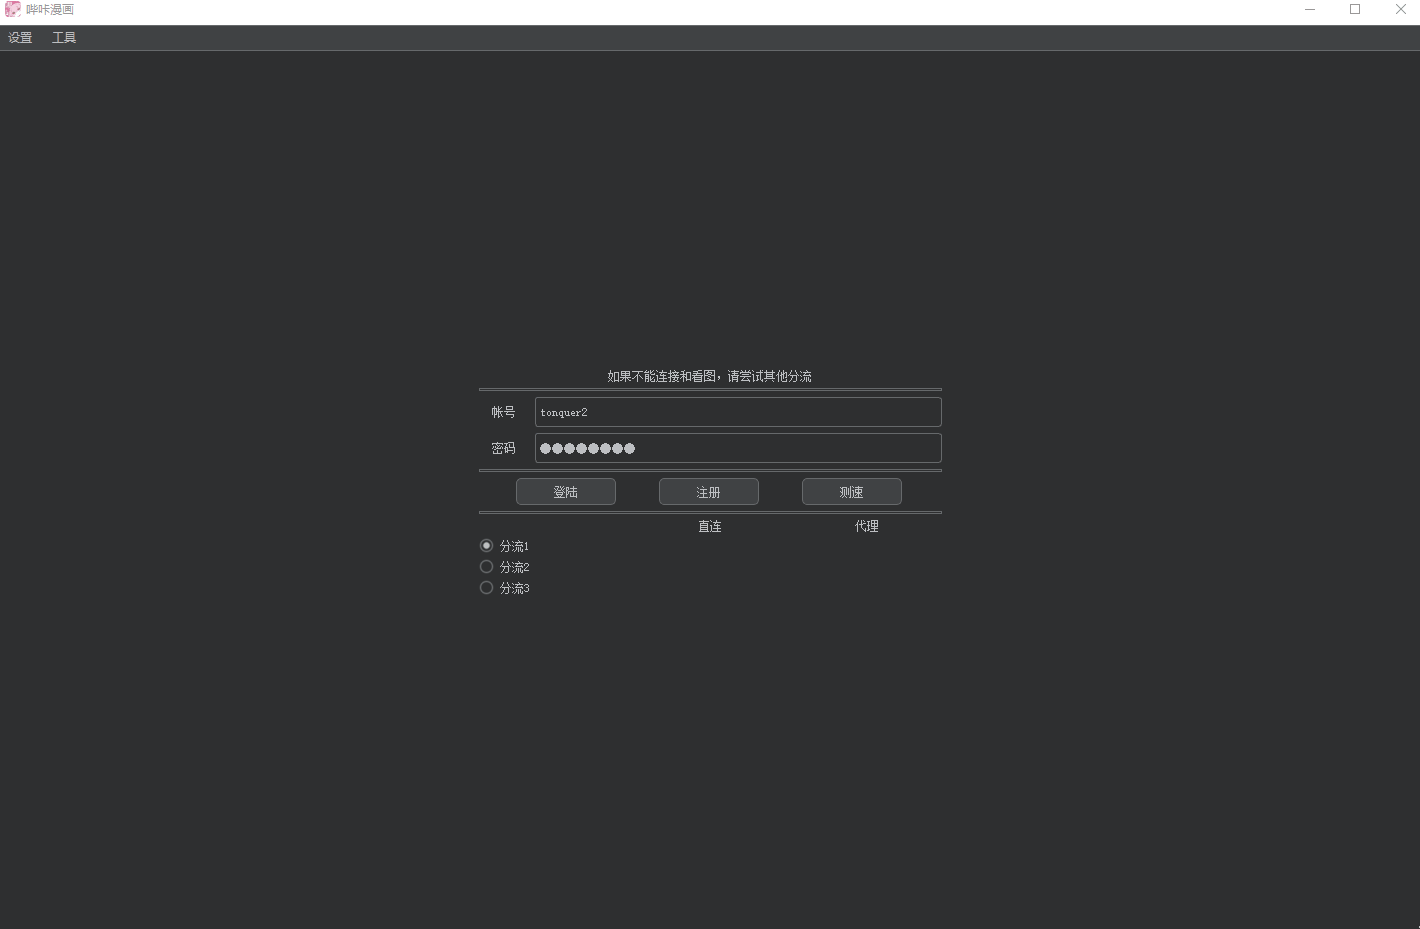 哔咔漫画
设置 工具
如果不能连接和看图，请尝试其他分流
帐号 tonquer2
密码 ●●●●●●●●
登陆 注册 测速
直连 代理
分流1
分流2
分流3